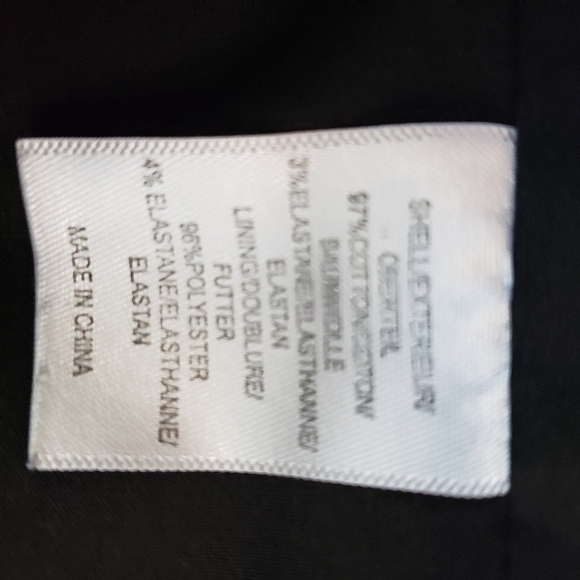 SHELL/EXTERIEUR/
OBERTEIL
97%COTTON/COTON/
BAUMWOLLE
3%ELASTANE/ELASTHANNE/
ELASTAN
LINING/DOUBLURE/
FUTTER
96%POLYESTER
4% ELASTANE/ELASTHANNE/
ELASTAN
MADE IN CHINA